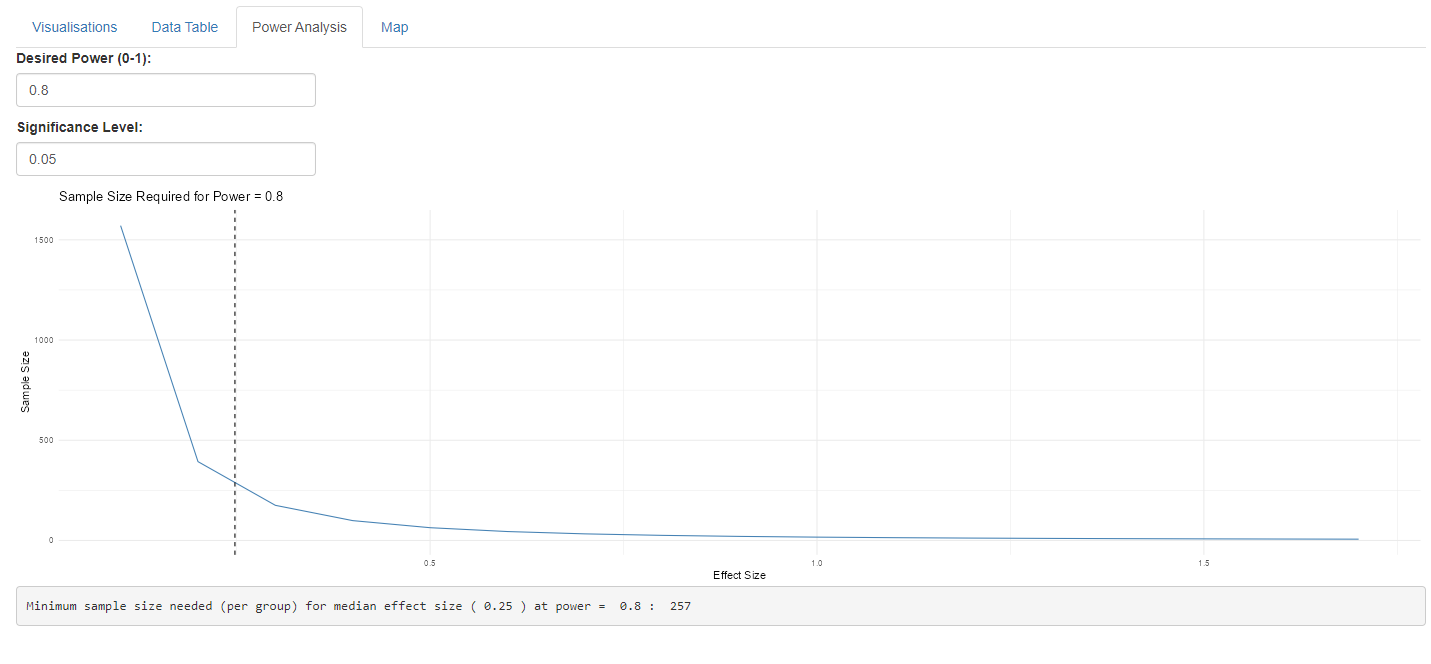 Visualisations Data Table Power Analysis Map
Desired Power (0-1):
0.8
Significance Level:
0.05
Sample Size Required for Power = 0.8
1500
1000
500
0
Sample Size
0.5 1.0 1.5
Effect Size
Minimum sample size needed (per group) for median effect size ( 0.25 ) at power =  0.8 :  257